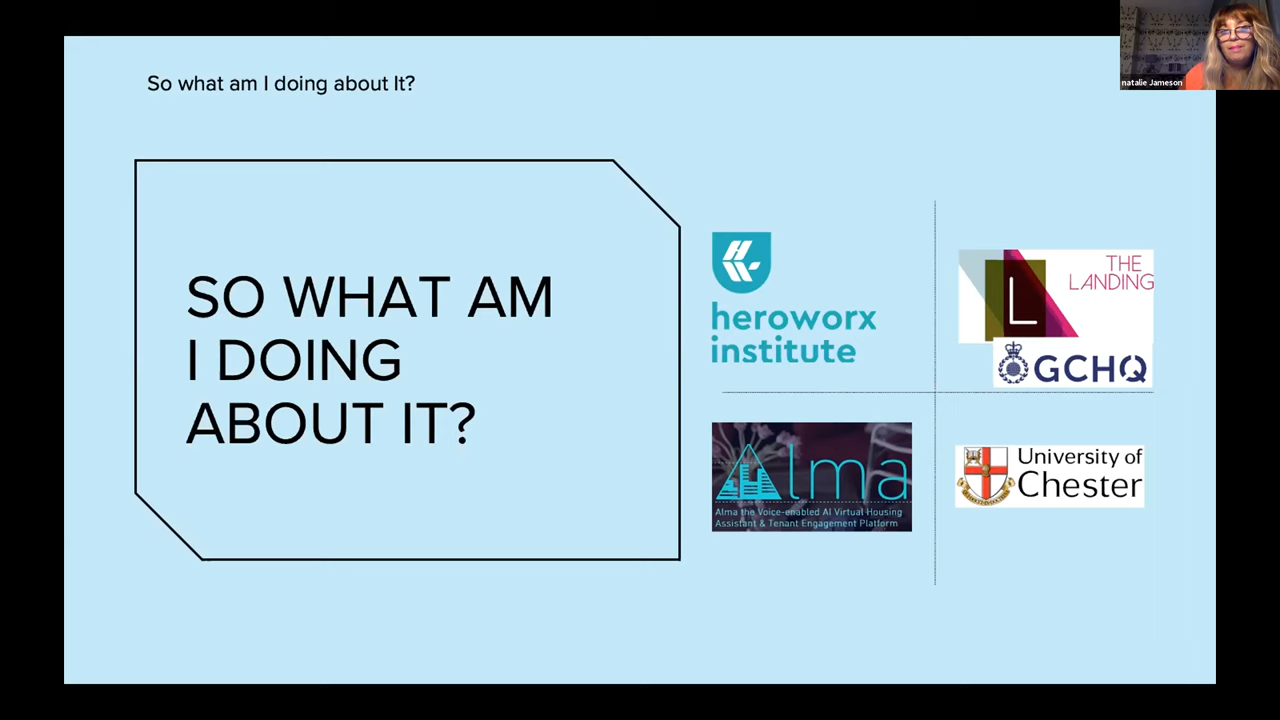 So what am I doing about It?
natalie Jameson
SO WHAT AM
I DOING
ABOUT IT?
heroworx
institute
THE
LANDING
L
GCHQ
Alma
Alma the Voice-enabled AI Virtual Housing
Assistant & Tenant Engagement Platform
University of
Chester